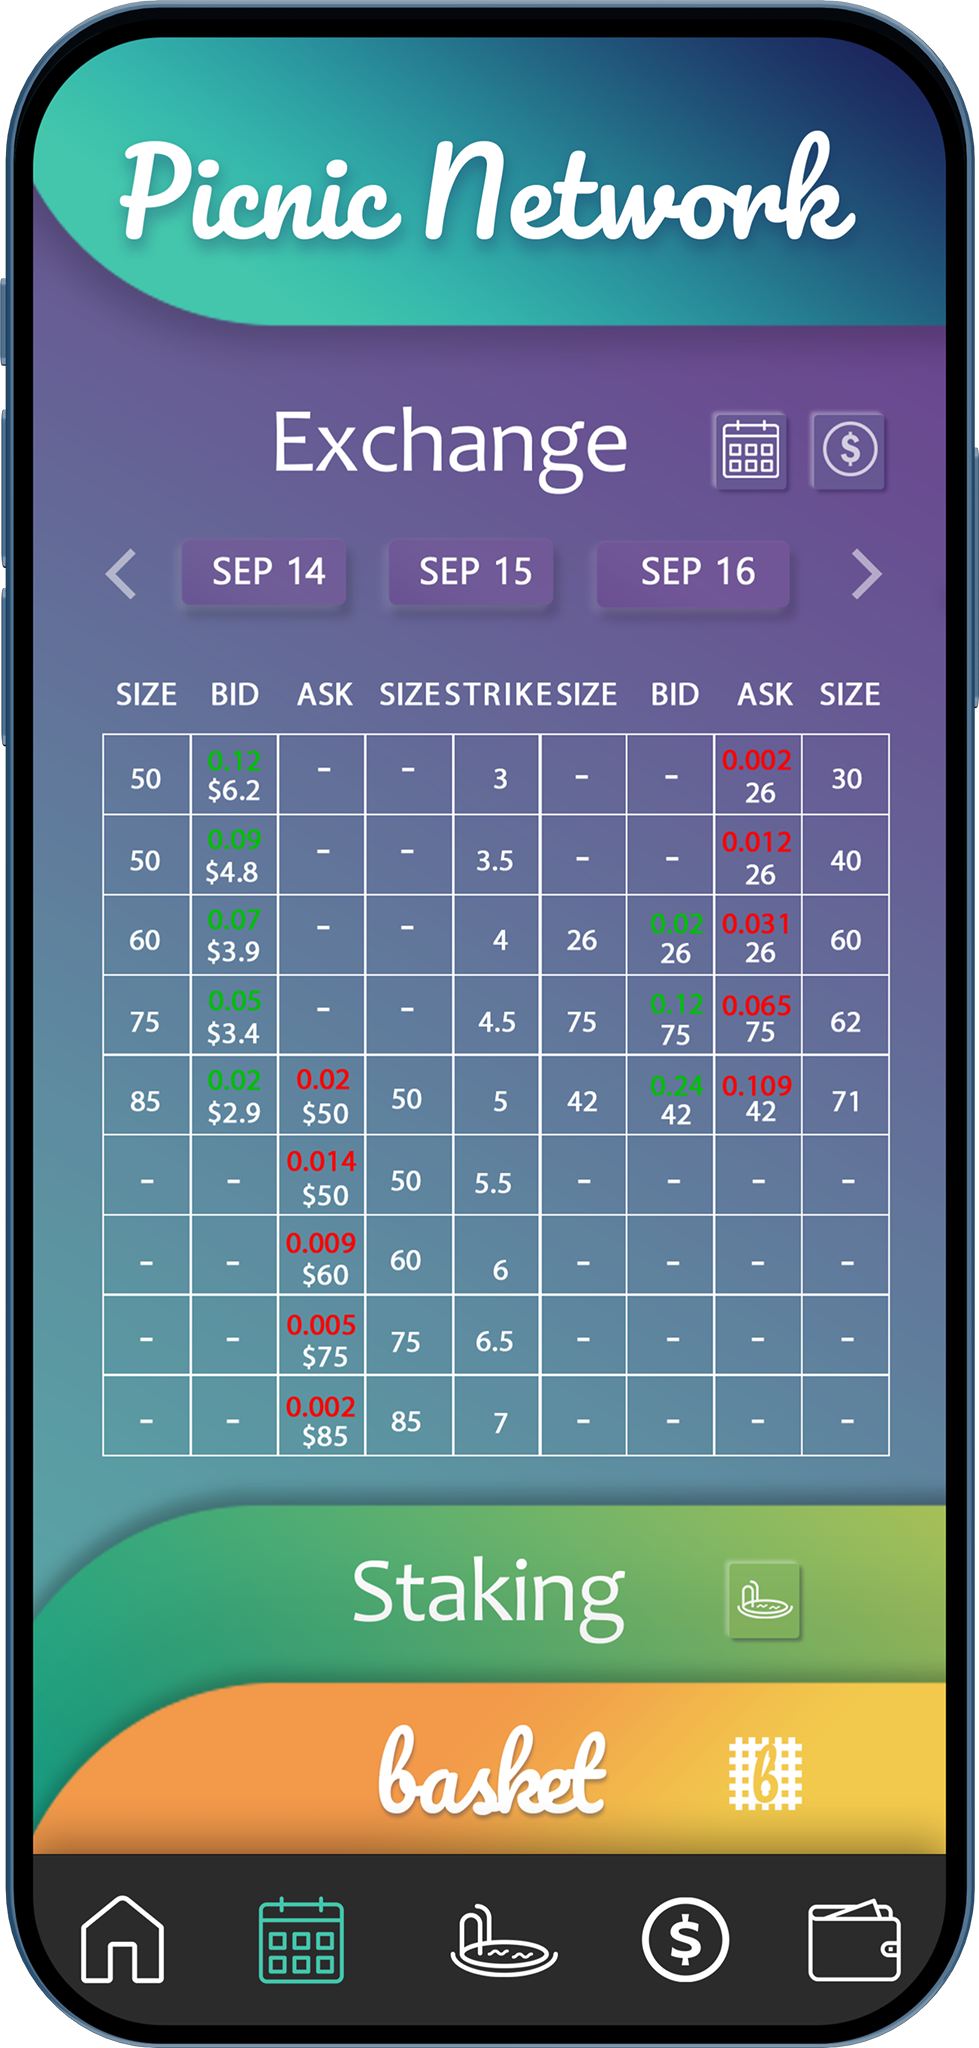 Picnic Network
Exchange
SEP 14 SEP 15 SEP 16
SIZE BID ASK SIZE STRIKE SIZE BID ASK SIZE
50 0.12 $6.2 - - 3 - - 0.002 26 30
50 0.09 $4.8 - - 3.5 - - 0.012 26 40
60 0.07 $3.9 - - 4 26 0.02 26 0.031 26 60
75 0.05 $3.4 - - 4.5 75 0.12 75 0.065 75 62
85 0.02 $2.9 0.02 $50 50 5 42 0.24 42 0.109 42 71
- - 0.014 $50 50 5.5 - - - -
- - 0.009 $60 60 6 - - - -
- - 0.005 $75 75 6.5 - - - -
- - 0.002 $85 85 7 - - - -
Staking
basket